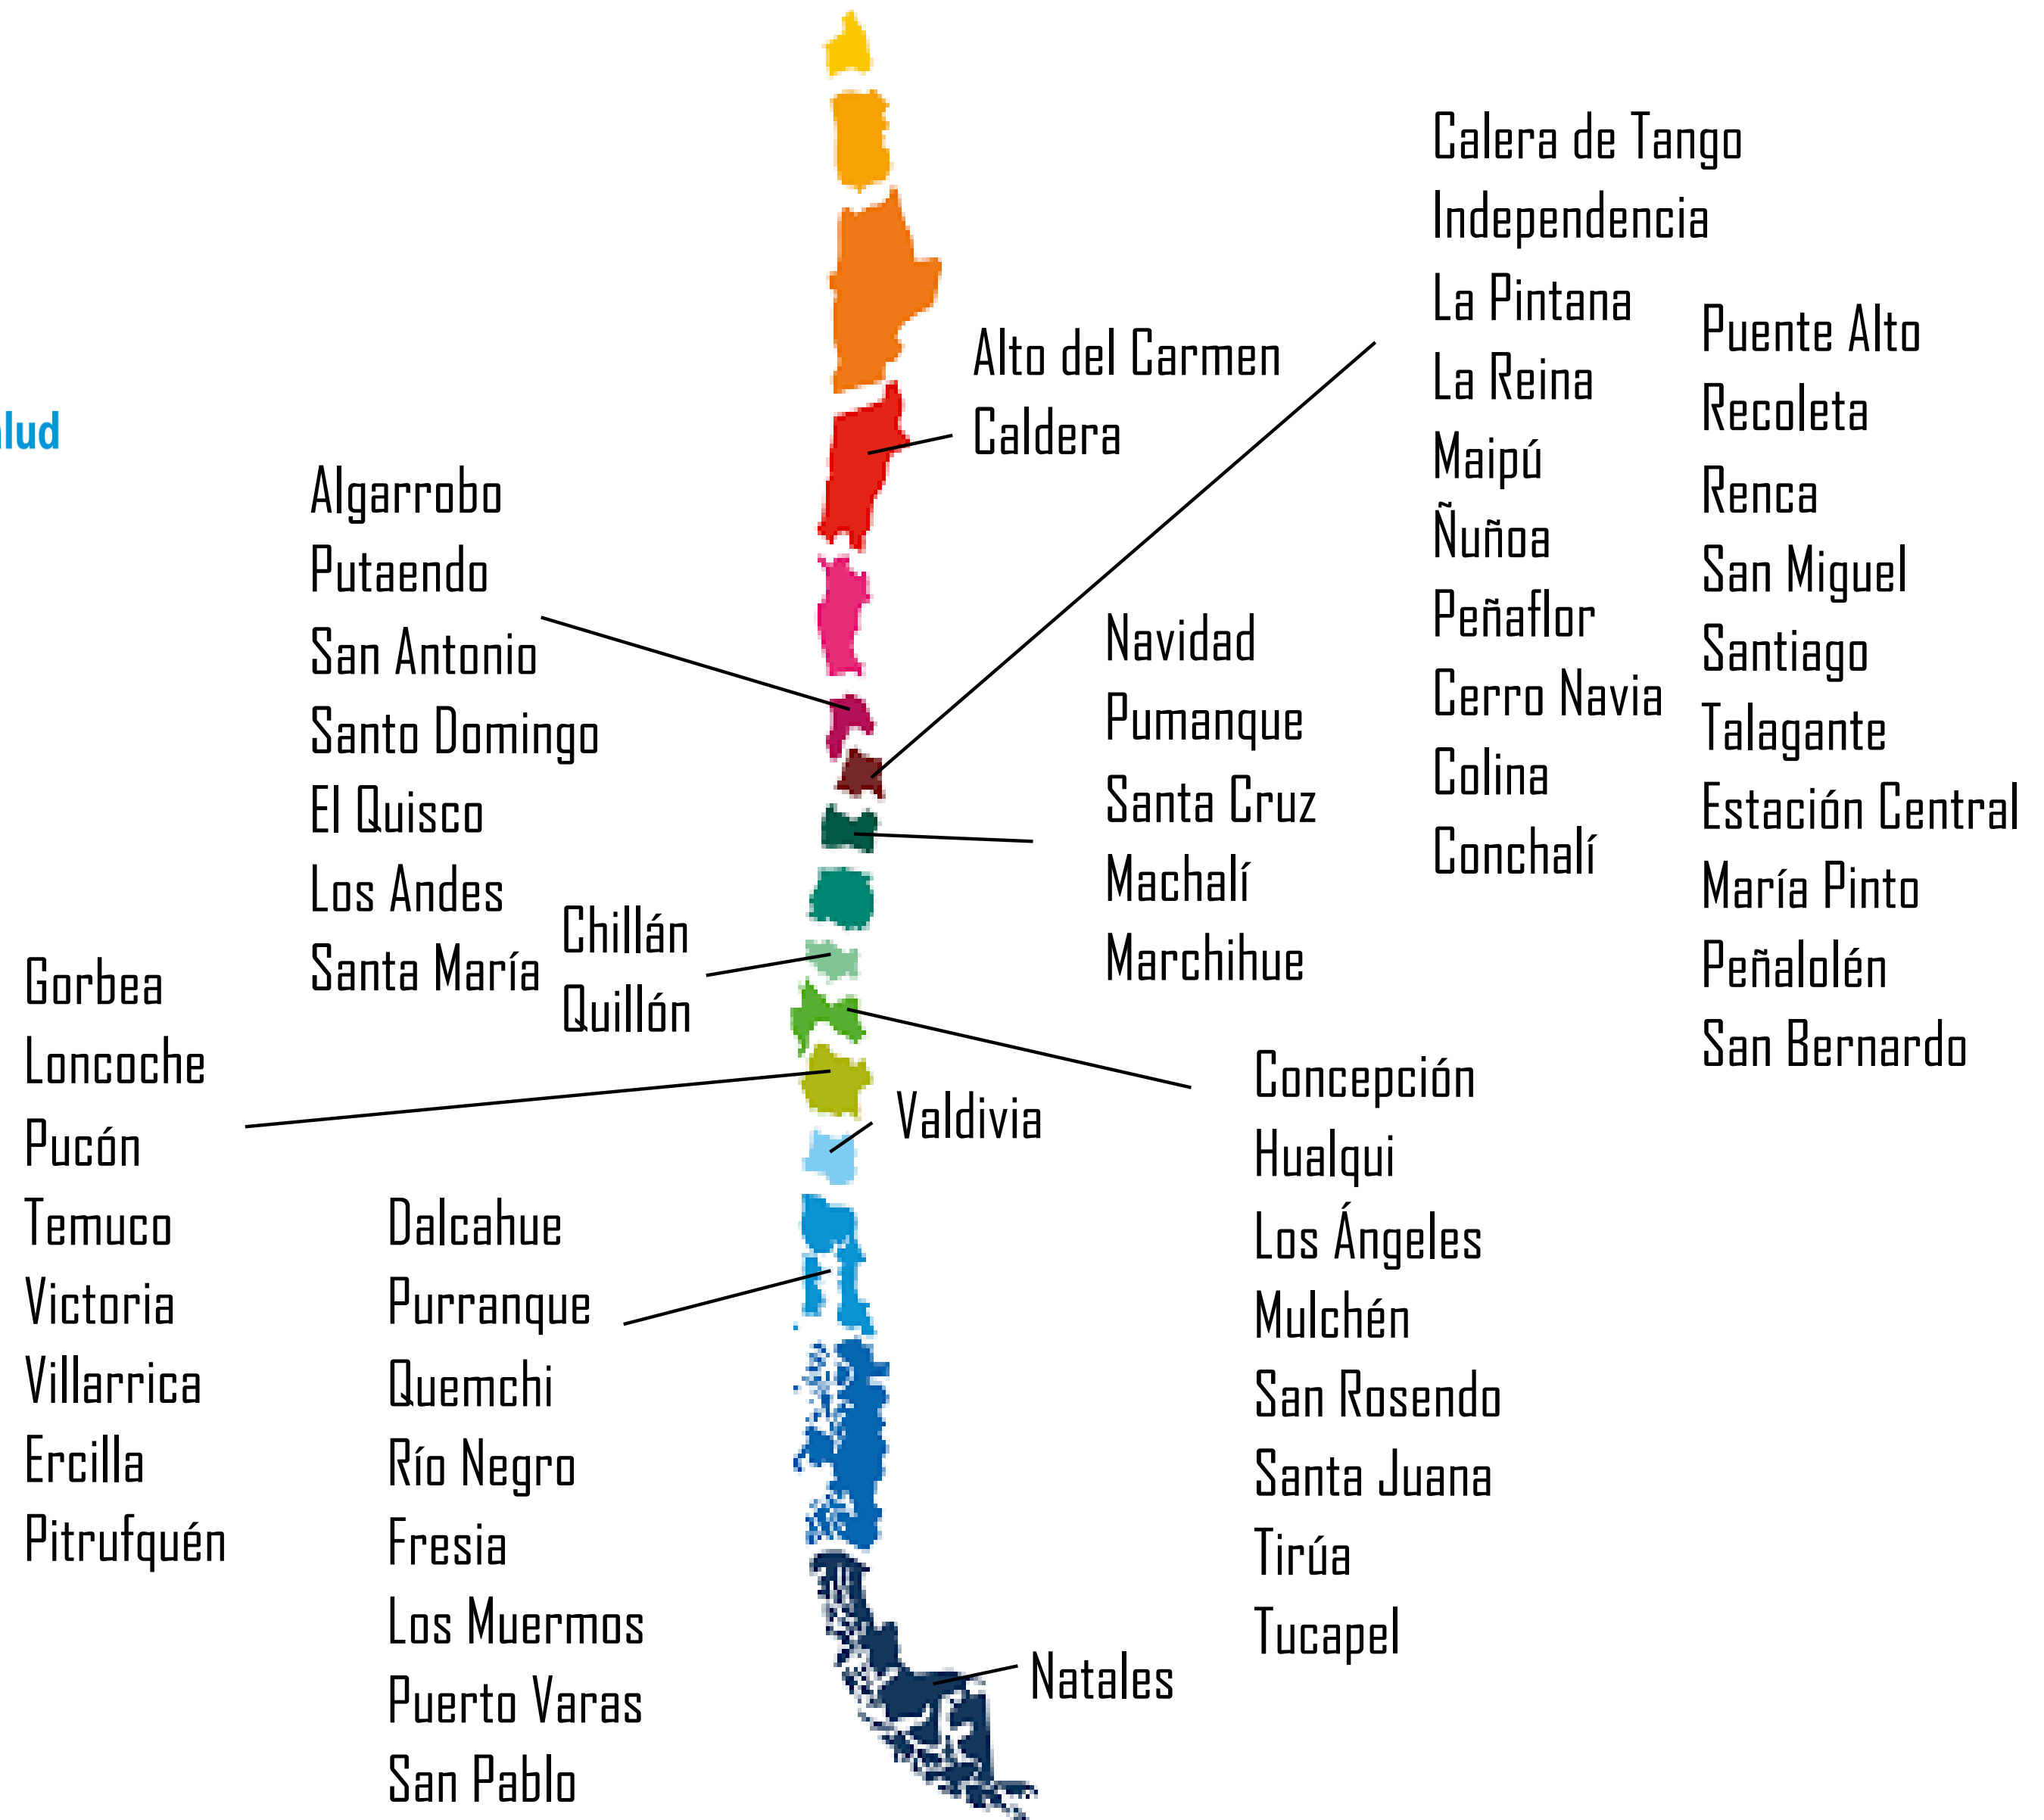 Alto del Carmen
Caldera
Algarrobo
Putaendo
San Antonio
Santo Domingo
El Quisco
Los Andes
Santa María
Calera de Tango
Independencia
La Pintana
La Reina
Maipú
Ñuñoa
Peñaflor
Cerro Navia
Colina
Conchalí
Puente Alto
Recoleta
Renca
San Miguel
Santiago
Talagante
Estación Central
María Pinto
Peñalolén
San Bernardo
Navidad
Pumanque
Santa Cruz
Machalí
Marchihue
Chillán
Quillón
Concepción
Hualqui
Los Ángeles
Mulchén
San Rosendo
Santa Juana
Tirúa
Tucapel
Gorbea
Loncoche
Pucón
Temuco
Victoria
Villarrica
Ercilla
Pitrufquén
Valdivia
Dalcahue
Purranque
Quemchi
Río Negro
Fresia
Los Muermos
Puerto Varas
San Pablo
Natales